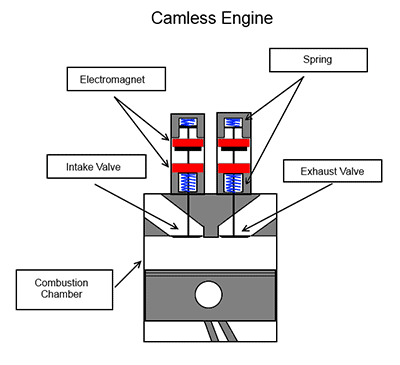 Camless Engine
Electromagnet
Spring
Intake Valve
Exhaust Valve
Combustion
Chamber